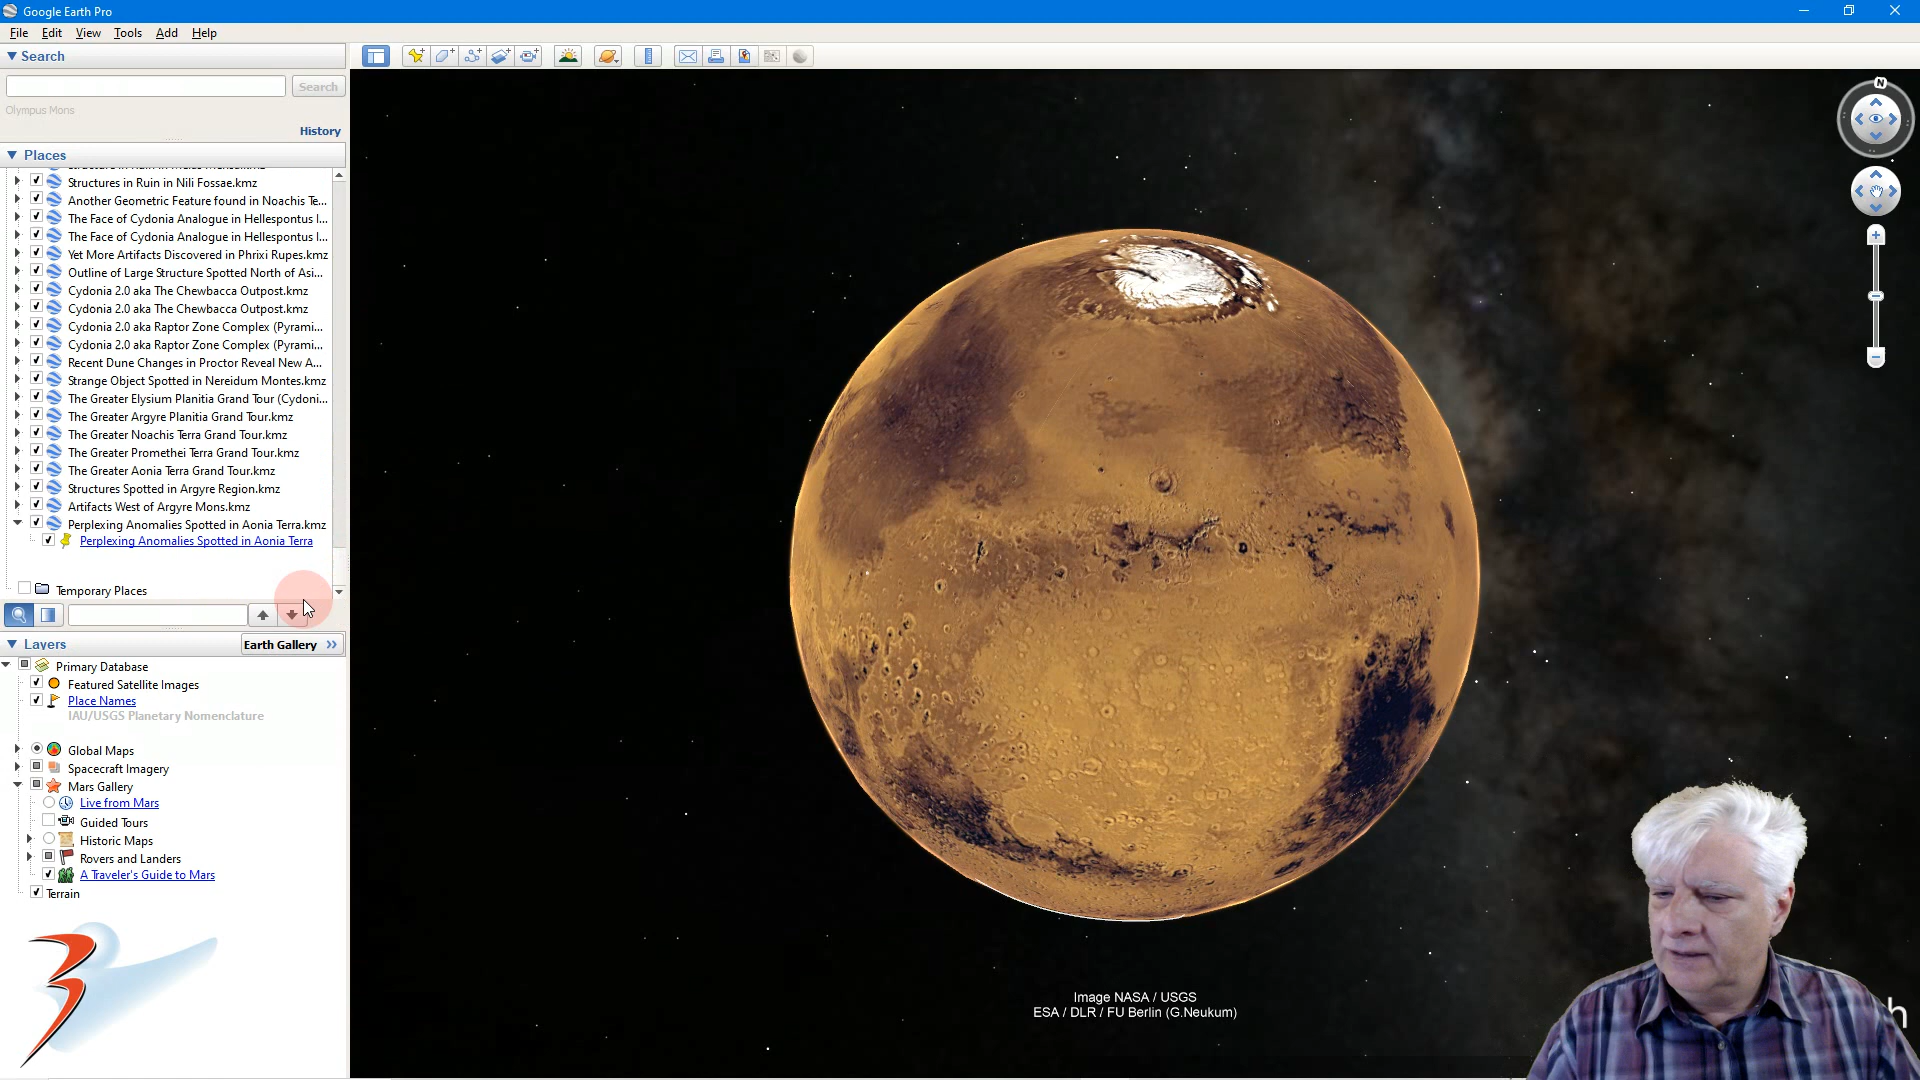 Google Earth Pro
File Edit View Tools Add Help
Search
Search
Olympus Mons
History
Places
Structures in Ruin in Nili Fossae.kmz
Another Geometric Feature found in Noachis Te...
The Face of Cydonia Analogue in Hellespontus I...
The Face of Cydonia Analogue in Hellespontus I...
Yet More Artifacts Discovered in Phrixi Rupes.kmz
Outline of Large Structure Spotted North of Asi...
Cydonia 2.0 aka The Chewbacca Outpost.kmz
Cydonia 2.0 aka The Chewbacca Outpost.kmz
Cydonia 2.0 aka Raptor Zone Complex (Pyrami...
Cydonia 2.0 aka Raptor Zone Complex (Pyrami...
Recent Dune Changes in Proctor Reveal New A...
Strange Object Spotted in Nereidum Montes.kmz
The Greater Elysium Planitia Grand Tour (Cydoni...
The Greater Argyre Planitia Grand Tour.kmz
The Greater Noachis Terra Grand Tour.kmz
The Greater Promethei Terra Grand Tour.kmz
The Greater Aonia Terra Grand Tour.kmz
Structures Spotted in Argyre Region.kmz
Artifacts West of Argyre Mons.kmz
Perplexing Anomalies Spotted in Aonia Terra.kmz
Perplexing Anomalies Spotted in Aonia Terra
Temporary Places
Layers
Earth Gallery >>
Primary Database
Featured Satellite Images
Place Names
IAU/USGS Planetary Nomenclature
Global Maps
Spacecraft Imagery
Mars Gallery
Live from Mars
Guided Tours
Historic Maps
Rovers and Landers
A Traveler's Guide to Mars
Terrain
N
Image NASA / USGS
ESA / DLR / FU Berlin (G.Neukum)
h